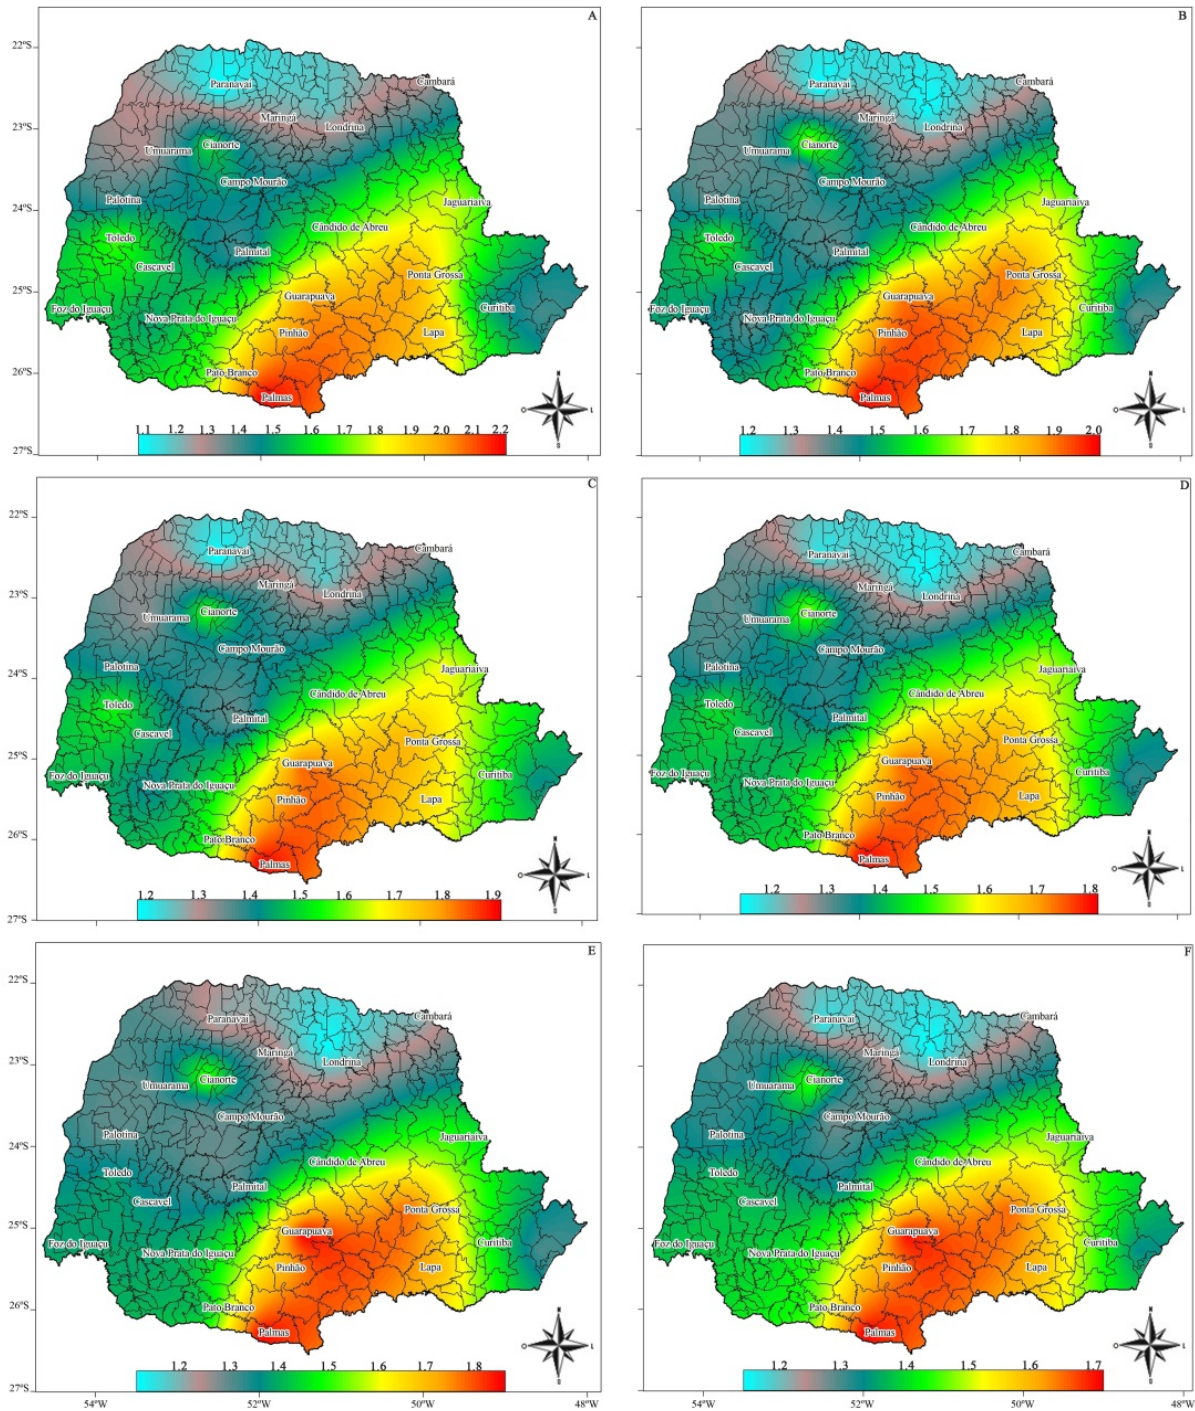 A
22°S
23°S
24°S
25°S
26°S
27°S
Paranavaí
Cambará
Maringá
Londrina
Umuarama
Cianorte
Campo Mourão
Palotina
Jaguariaíva
Toledo
Cândido de Abreu
Cascavel
Palmital
Ponta Grossa
Guarapuava
Foz do Iguaçu
Nova Prata do Iguaçu
Curitiba
Pinhão
Lapa
Pato Branco
Palmas
1.1 1.2 1.3 1.4 1.5 1.6 1.7 1.8 1.9 2.0 2.1 2.2
B
Paranavaí
Cambará
Maringá
Londrina
Umuarama
Cianorte
Campo Mourão
Palotina
Jaguariaíva
Toledo
Cândido de Abreu
Cascavel
Palmital
Ponta Grossa
Guarapuava
Foz do Iguaçu
Nova Prata do Iguaçu
Curitiba
Pinhão
Lapa
Pato Branco
Palmas
1.2 1.3 1.4 1.5 1.6 1.7 1.8 1.9 2.0
C
22°S
23°S
24°S
25°S
26°S
27°S
Paranavaí
Cambará
Maringá
Londrina
Umuarama
Cianorte
Campo Mourão
Palotina
Jaguariaíva
Toledo
Cândido de Abreu
Cascavel
Palmital
Ponta Grossa
Guarapuava
Foz do Iguaçu
Nova Prata do Iguaçu
Curitiba
Pinhão
Lapa
Pato Branco
Palmas
1.2 1.3 1.4 1.5 1.6 1.7 1.8 1.9
D
Paranavaí
Cambará
Maringá
Londrina
Umuarama
Cianorte
Campo Mourão
Palotina
Jaguariaíva
Toledo
Cândido de Abreu
Cascavel
Palmital
Ponta Grossa
Guarapuava
Foz do Iguaçu
Nova Prata do Iguaçu
Curitiba
Pinhão
Lapa
Pato Branco
Palmas
1.2 1.3 1.4 1.5 1.6 1.7 1.8
E
22°S
23°S
24°S
25°S
26°S
27°S
Paranavaí
Cambará
Maringá
Londrina
Umuarama
Cianorte
Campo Mourão
Palotina
Jaguariaíva
Toledo
Cândido de Abreu
Cascavel
Palmital
Ponta Grossa
Guarapuava
Foz do Iguaçu
Nova Prata do Iguaçu
Curitiba
Pinhão
Lapa
Pato Branco
Palmas
1.2 1.3 1.4 1.5 1.6 1.7 1.8
54°W 52°W 50°W 48°W
F
Paranavaí
Cambará
Maringá
Londrina
Umuarama
Cianorte
Campo Mourão
Palotina
Jaguariaíva
Toledo
Cândido de Abreu
Cascavel
Palmital
Ponta Grossa
Guarapuava
Foz do Iguaçu
Nova Prata do Iguaçu
Curitiba
Pinhão
Lapa
Pato Branco
Palmas
1.2 1.3 1.4 1.5 1.6 1.7
54°W 52°W 50°W 48°W